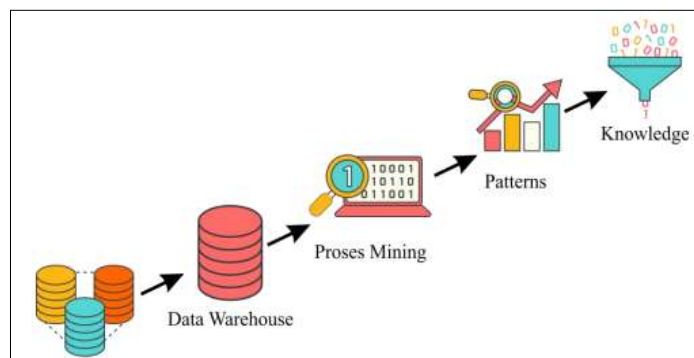 Knowledge
Patterns
1
10001
10110
011001
Proses Mining
Data Warehouse